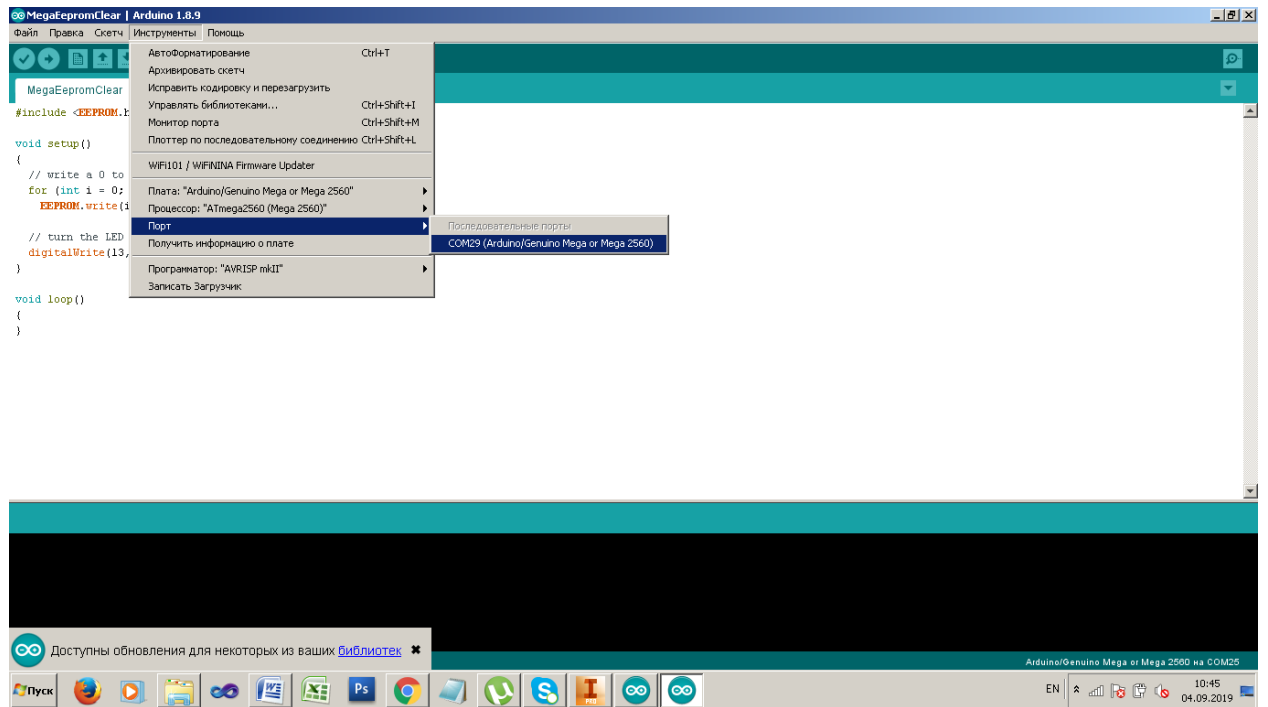 MegaEepromClear | Arduino 1.8.9
Файл Правка Скетч Инструменты Помощь
АвтоФорматирование Ctrl+T
Архивировать скетч
Исправить кодировку и перезагрузить
Управлять библиотеками... Ctrl+Shift+I
Монитор порта Ctrl+Shift+M
Плоттер по последовательному соединению Ctrl+Shift+L
WiFi101 / WiFiNINA Firmware Updater
Плата: "Arduino/Genuino Mega or Mega 2560"
Процессор: "ATmega2560 (Mega 2560)"
Порт
Получить информацию о плате
Программатор: "AVRISP mkII"
Записать Загрузчик
Последовательные порты
COM29 (Arduino/Genuino Mega or Mega 2560)
MegaEepromClear
#include <EEPROM.h
void setup()
{
// write a 0 to
for (int i = 0;
EEPROM.write(i
// turn the LED
digitalWrite(13,
}
void loop()
{
}
Доступны обновления для некоторых из ваших библиотек
Arduino/Genuino Mega or Mega 2560 на COM25
Пуск
Ps
EN
10:45
04.09.2019